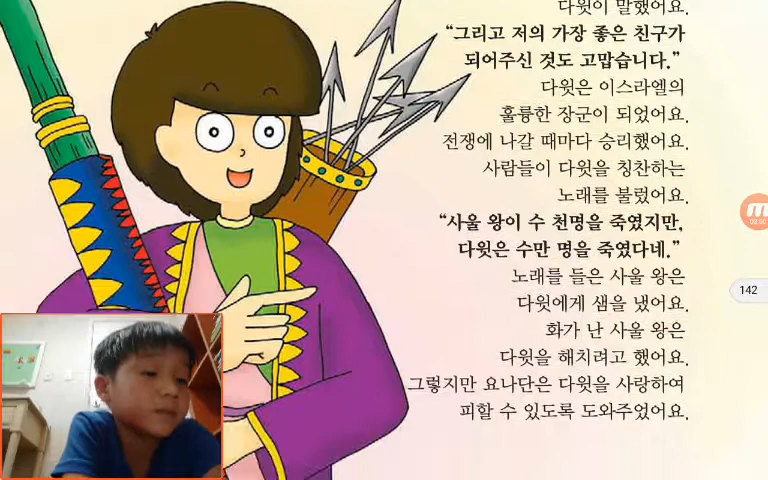 다윗이 말했어요.
“그리고 저의 가장 좋은 친구가
되어주신 것도 고맙습니다.”
다윗은 이스라엘의
훌륭한 장군이 되었어요.
전쟁에 나갈 때마다 승리했어요.
사람들이 다윗을 칭찬하는
노래를 불렀어요.
“사울 왕이 수 천명을 죽였지만,
다윗은 수만 명을 죽였다네.”
노래를 들은 사울 왕은
다윗에게 샘을 냈어요.
화가 난 사울 왕은
다윗을 해치려고 했어요.
그렇지만 요나단은 다윗을 사랑하여
피할 수 있도록 도와주었어요.
142